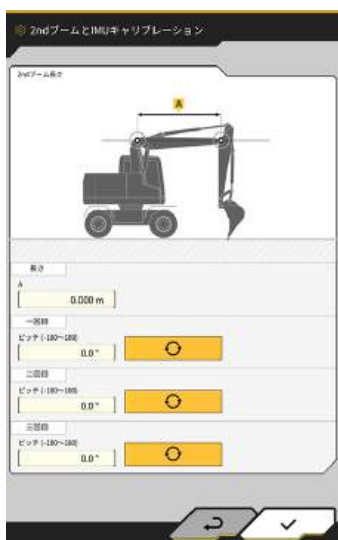 2ndブームとIMUキャリブレーション
2ndブーム長さ
A
長さ
A
0.000 m
一回目
ピッチ (-180~180)
0.0 °
二回目
ピッチ (-180~180)
0.0 °
三回目
ピッチ (-180~180)
0.0 °